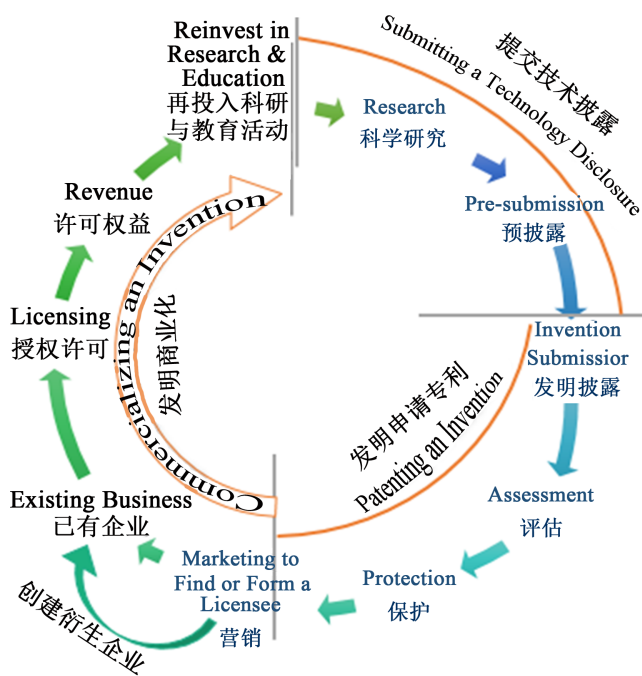 Reinvest in
Research &
Education
再投入科研
与教育活动
Research
科学研究
提交技术披露
Submitting a Technology Disclosure
Pre-submission
预披露
Invention
Submissior
发明披露
发明申请专利
Patenting an Invention
Assessment
评估
Protection
保护
Marketing to
Find or Form a
Licensee
营销
创建衍生企业
Existing Business
已有企业
Licensing
授权许可
Revenue
许可权益
Commercializing an Invention
发明商业化